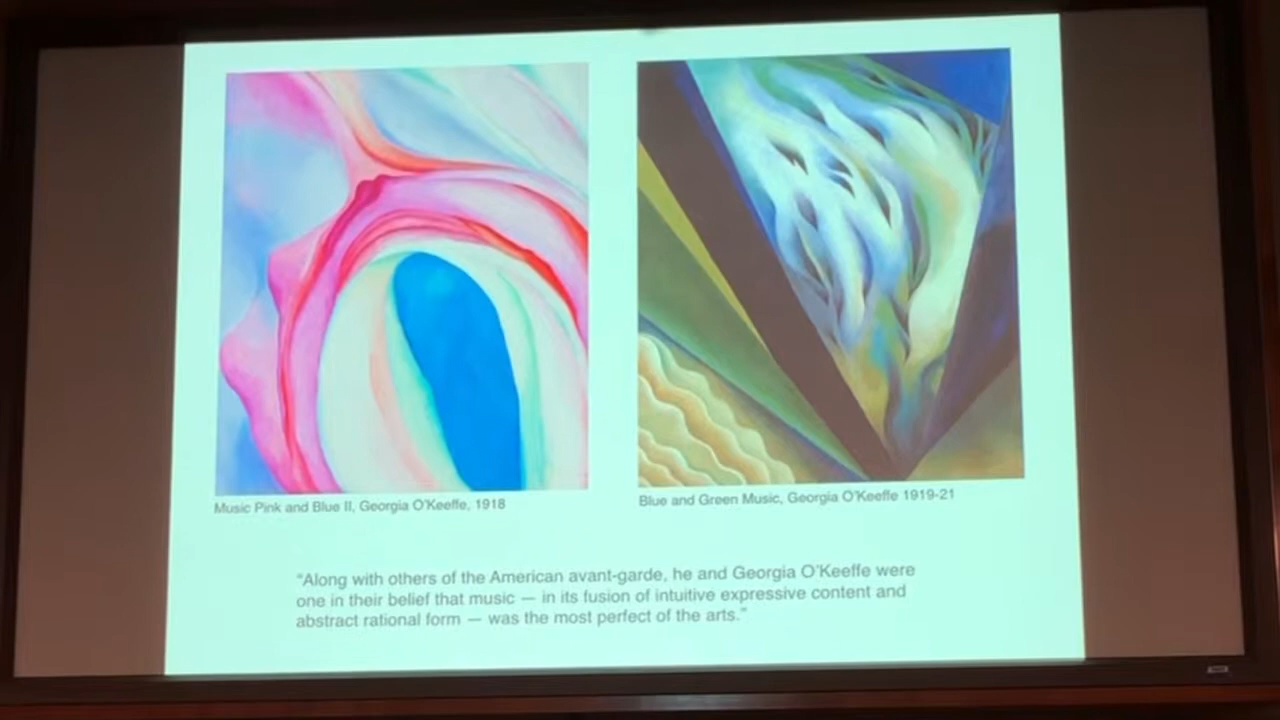 Music Pink and Blue II, Georgia O'Keeffe, 1918
Blue and Green Music, Georgia O'Keeffe 1919-21
"Along with others of the American avant-garde, he and Georgia O'Keeffe were
one in their belief that music — in its fusion of intuitive expressive content and
abstract rational form — was the most perfect of the arts."